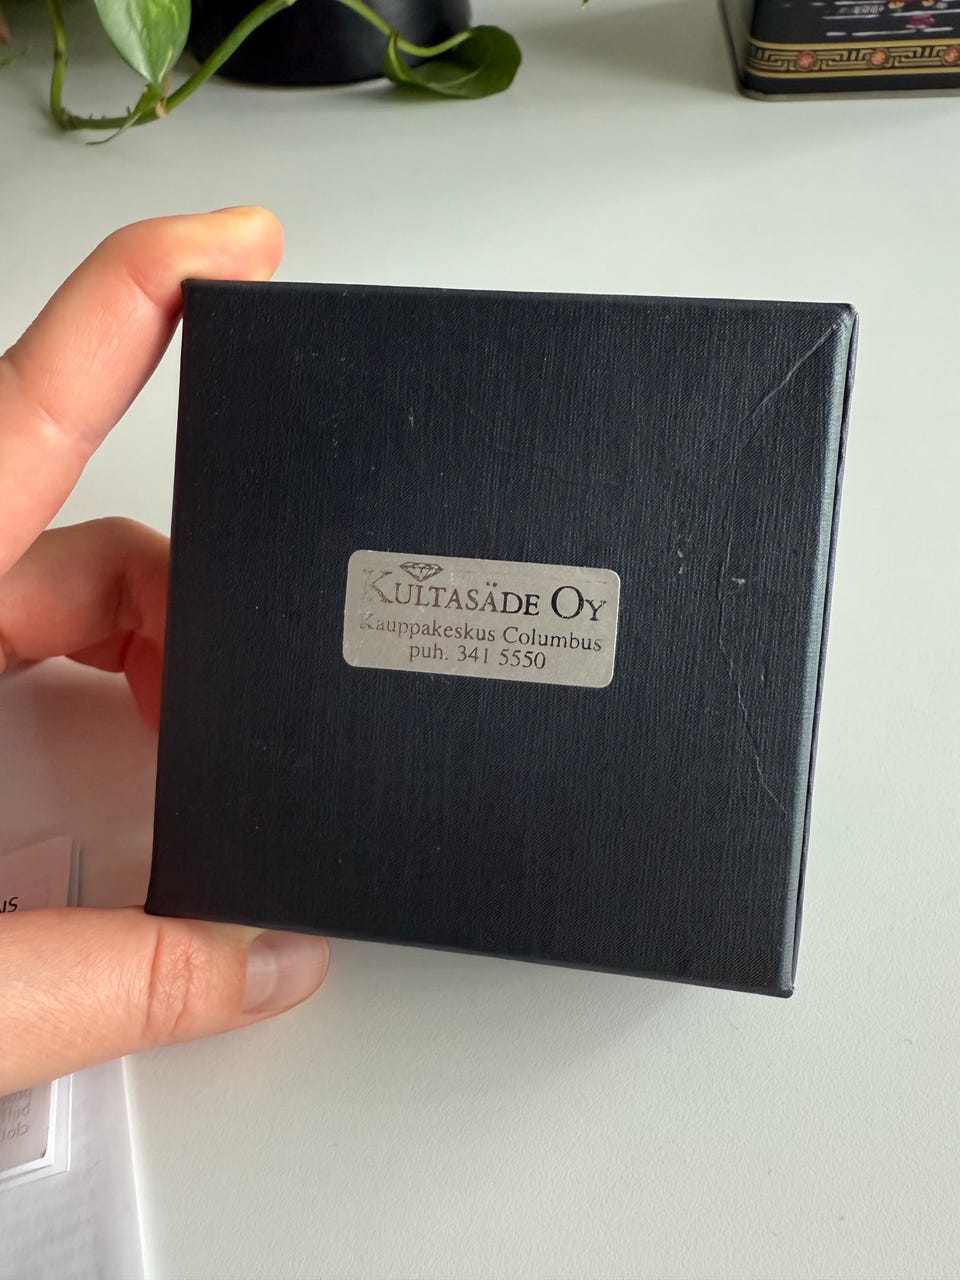 KULTASÄDE OY
Kauppakeskus Columbus
puh. 341 5550